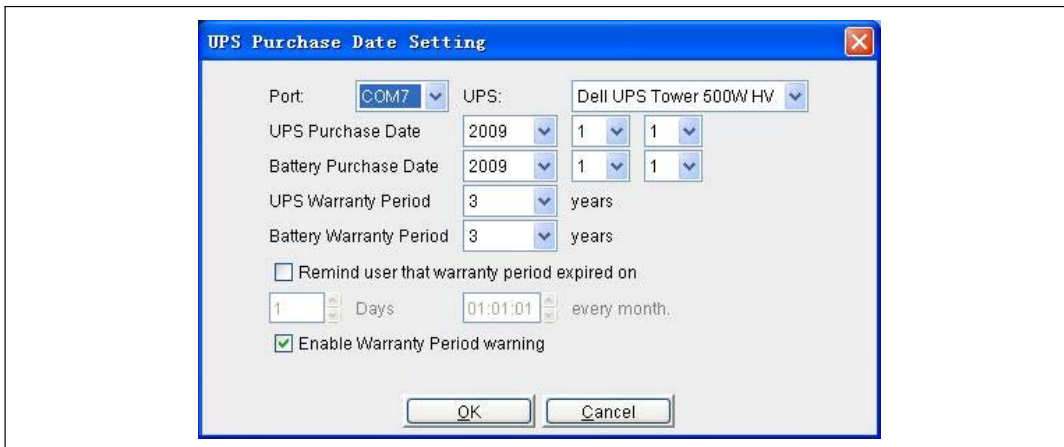 UPS Purchase Date Setting
Port: COM7 UPS: Dell UPS Tower 500W HV
UPS Purchase Date 2009 1 1
Battery Purchase Date 2009 1 1
UPS Warranty Period 3 years
Battery Warranty Period 3 years
Remind user that warranty period expired on
1 Days 01:01:01 every month.
Enable Warranty Period warning
OK Cancel